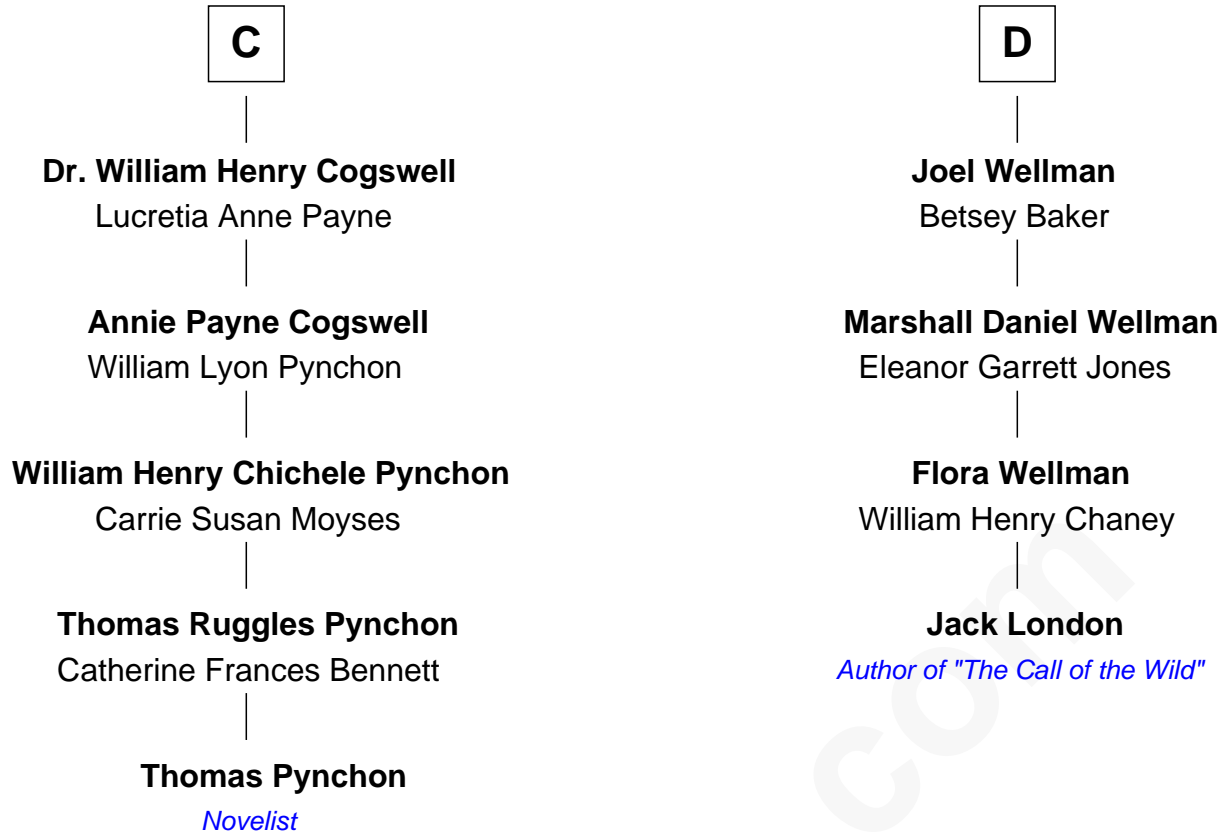 C
Dr. William Henry Cogswell
Lucretia Anne Payne
Annie Payne Cogswell
William Lyon Pynchon
William Henry Chichele Pynchon
Carrie Susan Moyses
Thomas Ruggles Pynchon
Catherine Frances Bennett
Thomas Pynchon
Novelist
D
Joel Wellman
Betsey Baker
Marshall Daniel Wellman
Eleanor Garrett Jones
Flora Wellman
William Henry Chaney
Jack London
Author of "The Call of the Wild"
com